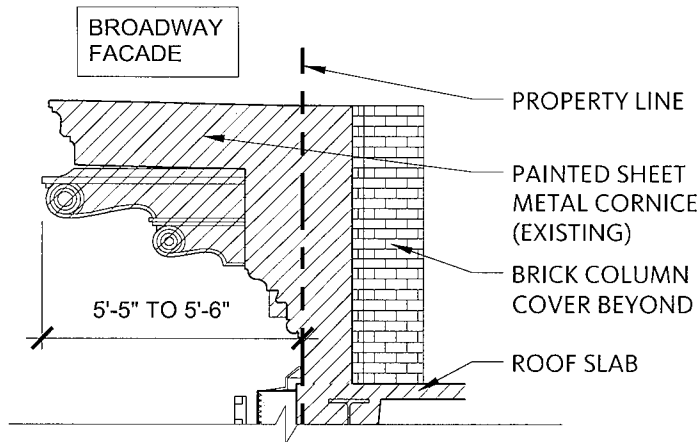 BROADWAY
FACADE
PROPERTY LINE
PAINTED SHEET
METAL CORNICE
(EXISTING)
BRICK COLUMN
COVER BEYOND
5'-5" TO 5'-6"
ROOF SLAB